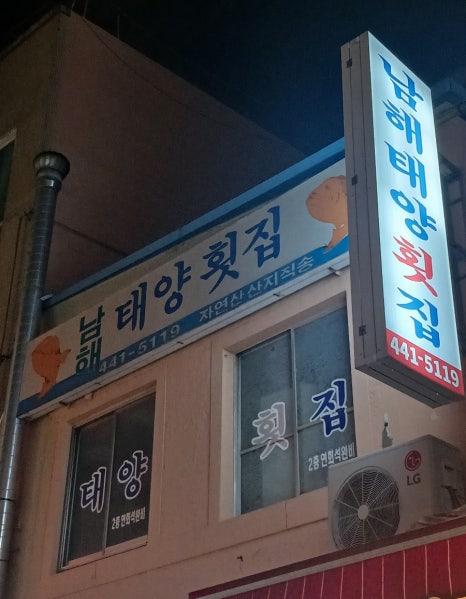 남해태양횟집
441-5119
남해 태양횟집
441-5119 자연산 산지직송
태양
2층 연회석완비
횟집
2층 연회석완비
LG